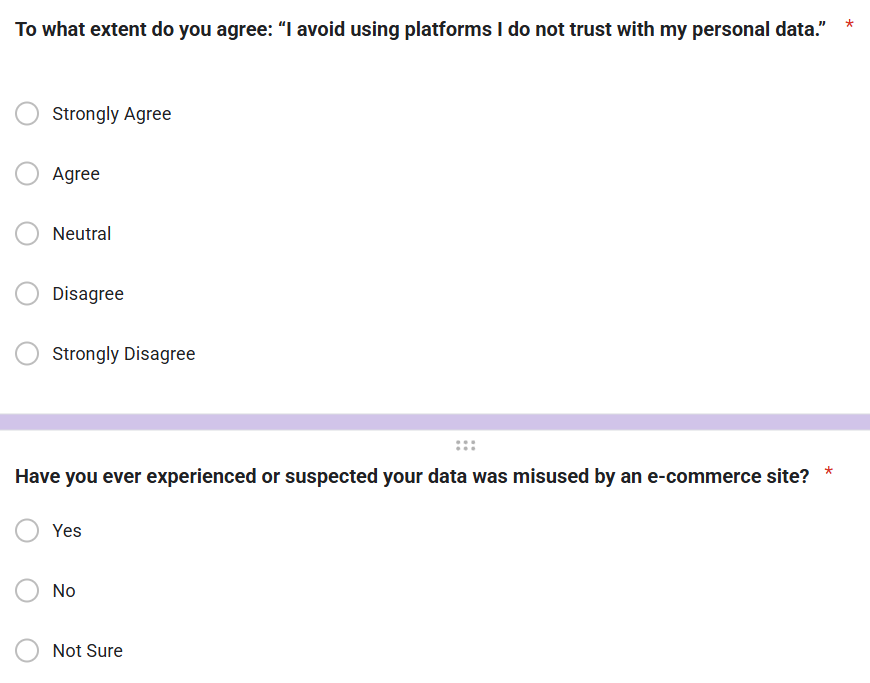 To what extent do you agree: “I avoid using platforms I do not trust with my personal data.” *
Strongly Agree
Agree
Neutral
Disagree
Strongly Disagree
Have you ever experienced or suspected your data was misused by an e-commerce site? *
Yes
No
Not Sure